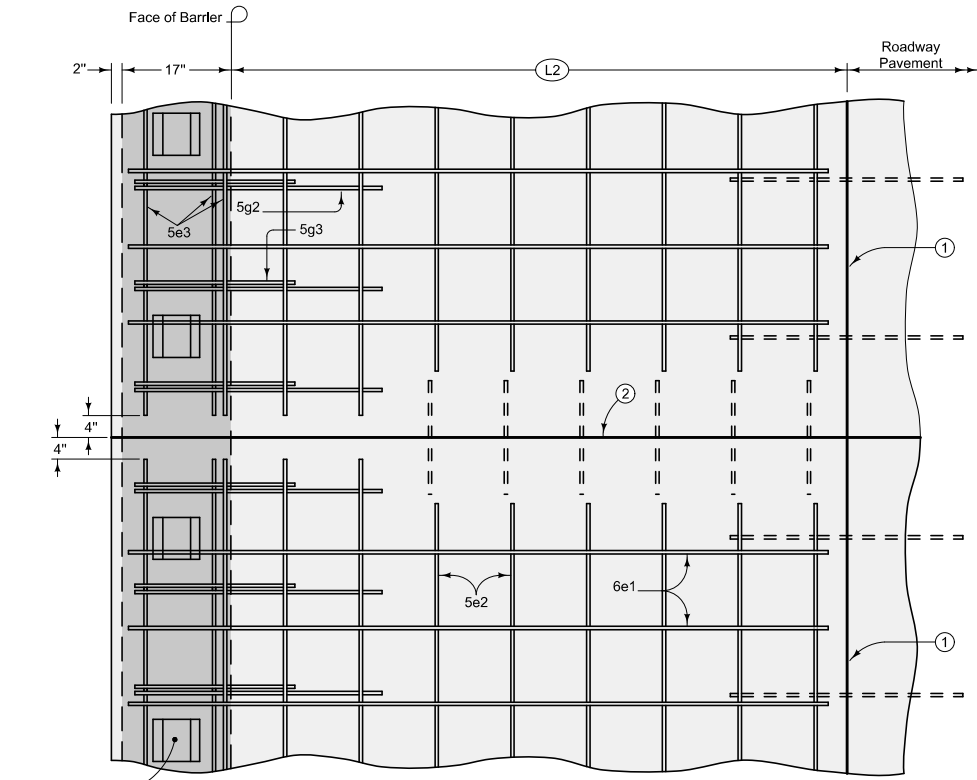 Face of Barrier
Roadway
Pavement
2"
17"
L2
5g2
5e3
5g3
1
2
4"
4"
5e2
6e1
1